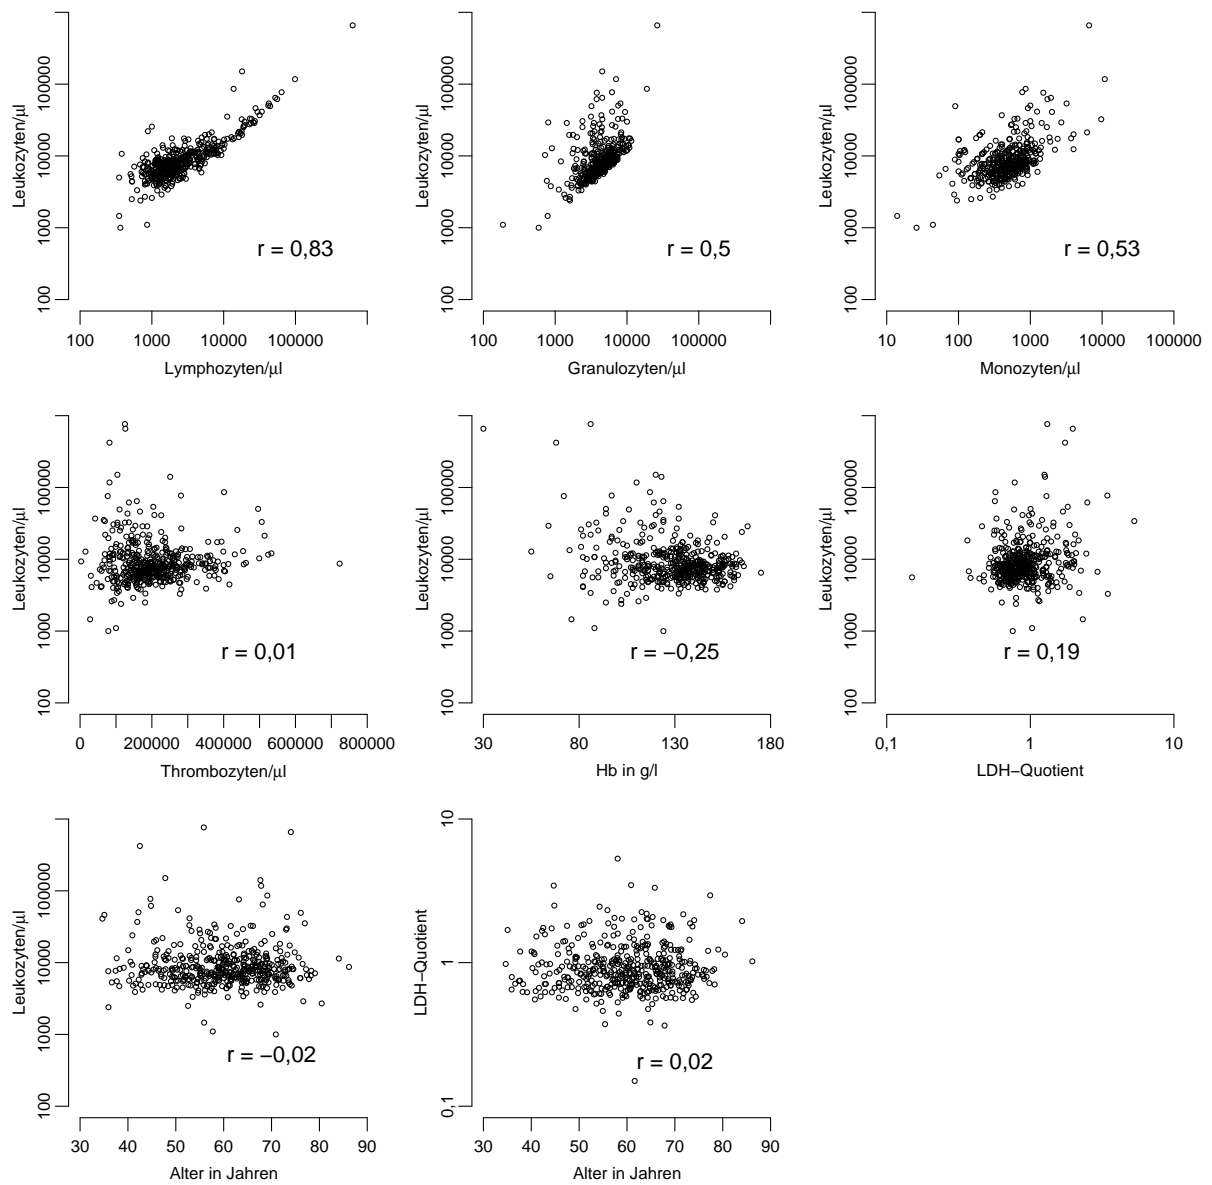 Leukozyten/µl
100 1000 10000 100000
r = 0,83
100 1000 10000 100000
Lymphozyten/µl
Leukozyten/µl
100 1000 10000 100000
r = 0,5
100 1000 10000 100000
Granulozyten/µl
Leukozyten/µl
100 1000 10000 100000
r = 0,53
10 100 1000 10000 100000
Monozyten/µl
Leukozyten/µl
100 1000 10000 100000
r = 0,01
0 200000 400000 600000 800000
Thrombozyten/µl
Leukozyten/µl
100 1000 10000 100000
r = −0,25
30 80 130 180
Hb in g/l
Leukozyten/µl
100 1000 10000 100000
r = 0,19
0,1 1 10
LDH−Quotient
Leukozyten/µl
100 1000 10000 100000
r = −0,02
30 40 50 60 70 80 90
Alter in Jahren
LDH−Quotient
0,1 1 10
r = 0,02
30 40 50 60 70 80 90
Alter in Jahren